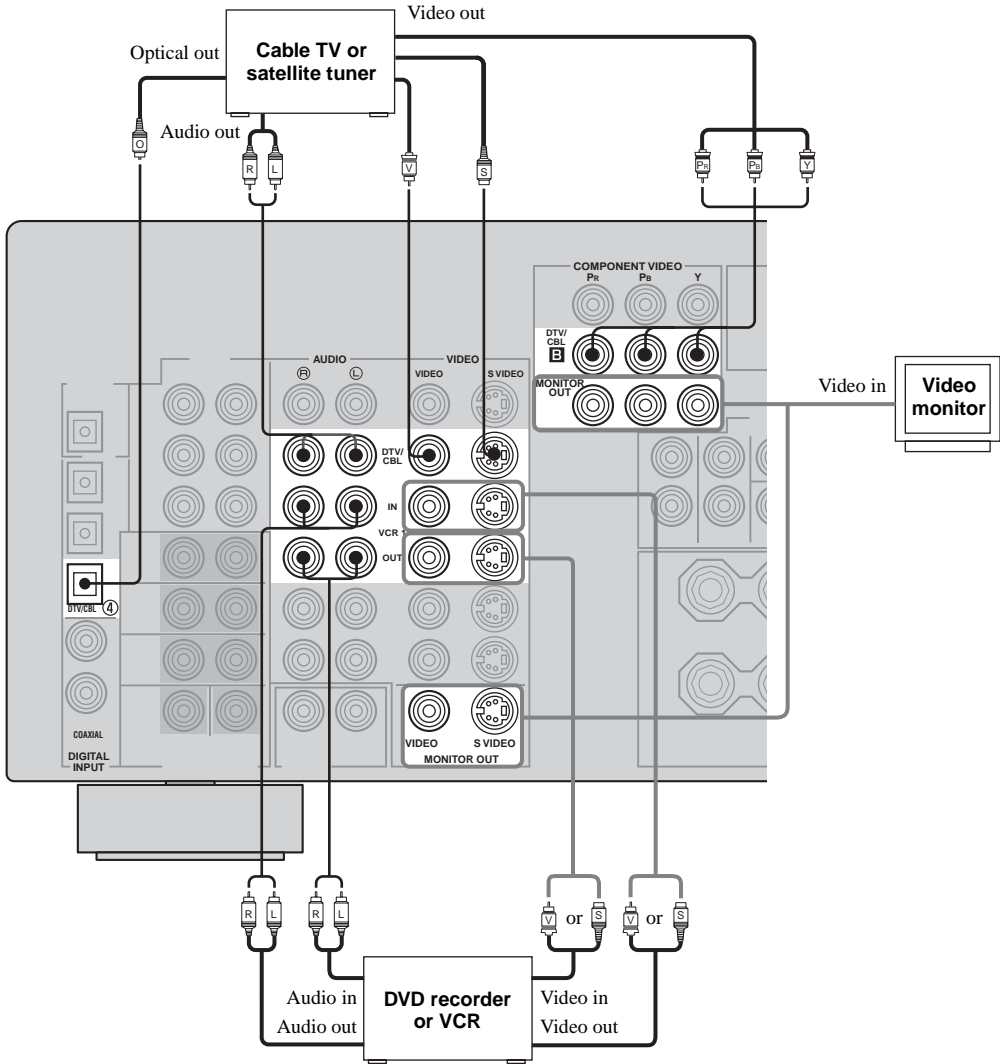 Video out
Optical out
Cable TV or
satellite tuner
Audio out
O
R L
V
S
PR PB Y
COMPONENT VIDEO
PR PB Y
DTV/
CBL
B
MONITOR
OUT
Video in
Video
monitor
AUDIO VIDEO
R L VIDEO S VIDEO
DTV/
CBL
IN
VCR 1
OUT
DTV/CBL ④
COAXIAL
DIGITAL
INPUT
VIDEO S VIDEO
MONITOR OUT
R L R L V or S V or S
Audio in
Audio out
DVD recorder
or VCR
Video in
Video out